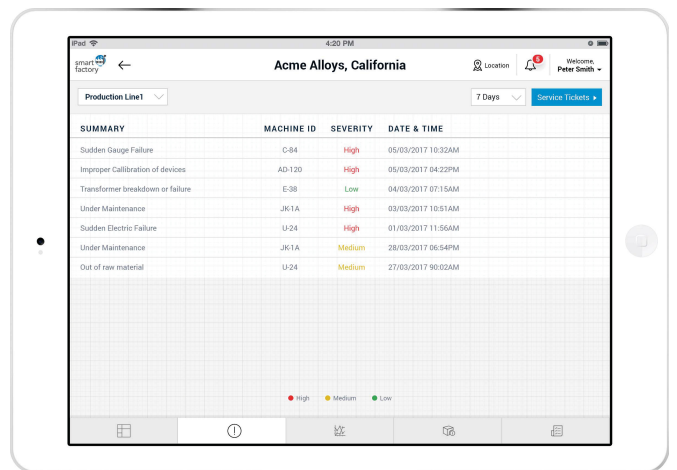 iPad 4:20 PM
smart factory
Acme Alloys, California
Location
5
Welcome,
Peter Smith
Production Line1
7 Days
Service Tickets
SUMMARY MACHINE ID SEVERITY DATE & TIME
Sudden Gauge Failure C-84 High 05/03/2017 10:32AM
Improper Callibration of devices AD-120 High 05/03/2017 04:22PM
Transformer breakdown or failure E-38 Low 04/03/2017 07:15AM
Under Maintenance JK-1A High 03/03/2017 10:51AM
Sudden Electric Failure U-24 High 01/03/2017 11:56AM
Under Maintenance JK-1A Medium 28/03/2017 06:54PM
Out of raw material U-24 Medium 27/03/2017 90:02AM
High Medium Low